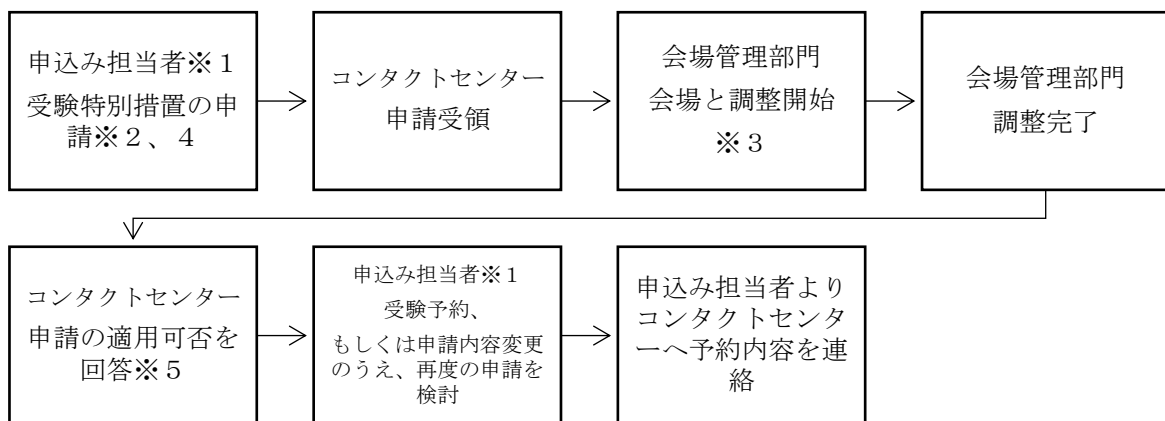 申込み担当者※１
受験特別措置の申
請※２、４
コンタクトセンター
申請受領
会場管理部門
会場と調整開始
※３
会場管理部門
調整完了
コンタクトセンター
申請の適用可否を
回答※５
申込み担当者※１
受験予約、
もしくは申請内容変更
のうえ、再度の申請を
検討
申込み担当者より
コンタクトセンタ
ーへ予約内容を連
絡